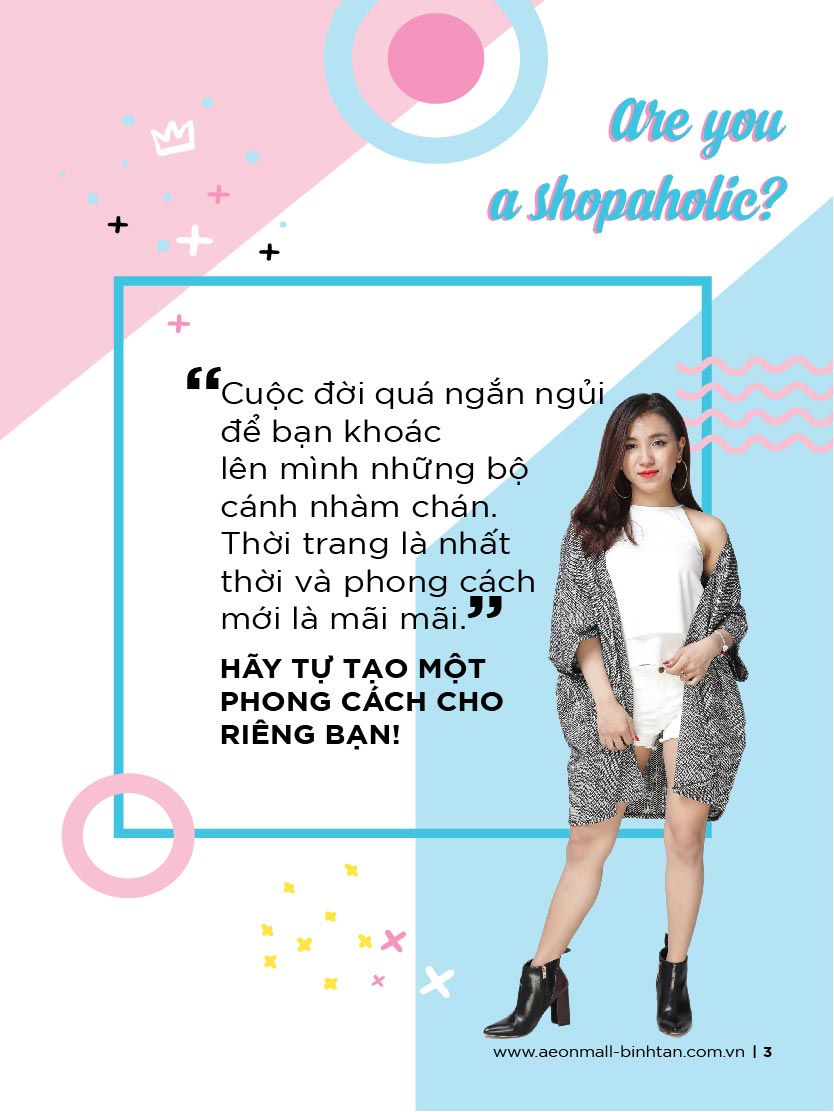 Are you
a shopaholic?
“Cuộc đời quá ngắn ngủi
để bạn khoác
lên mình những bộ
cánh nhàm chán.
Thời trang là nhất
thời và phong cách
mới là mãi mãi.”
HÃY TỰ TẠO MỘT
PHONG CÁCH CHO
RIÊNG BẠN!
www.aeonmall-binhtan.com.vn | 3